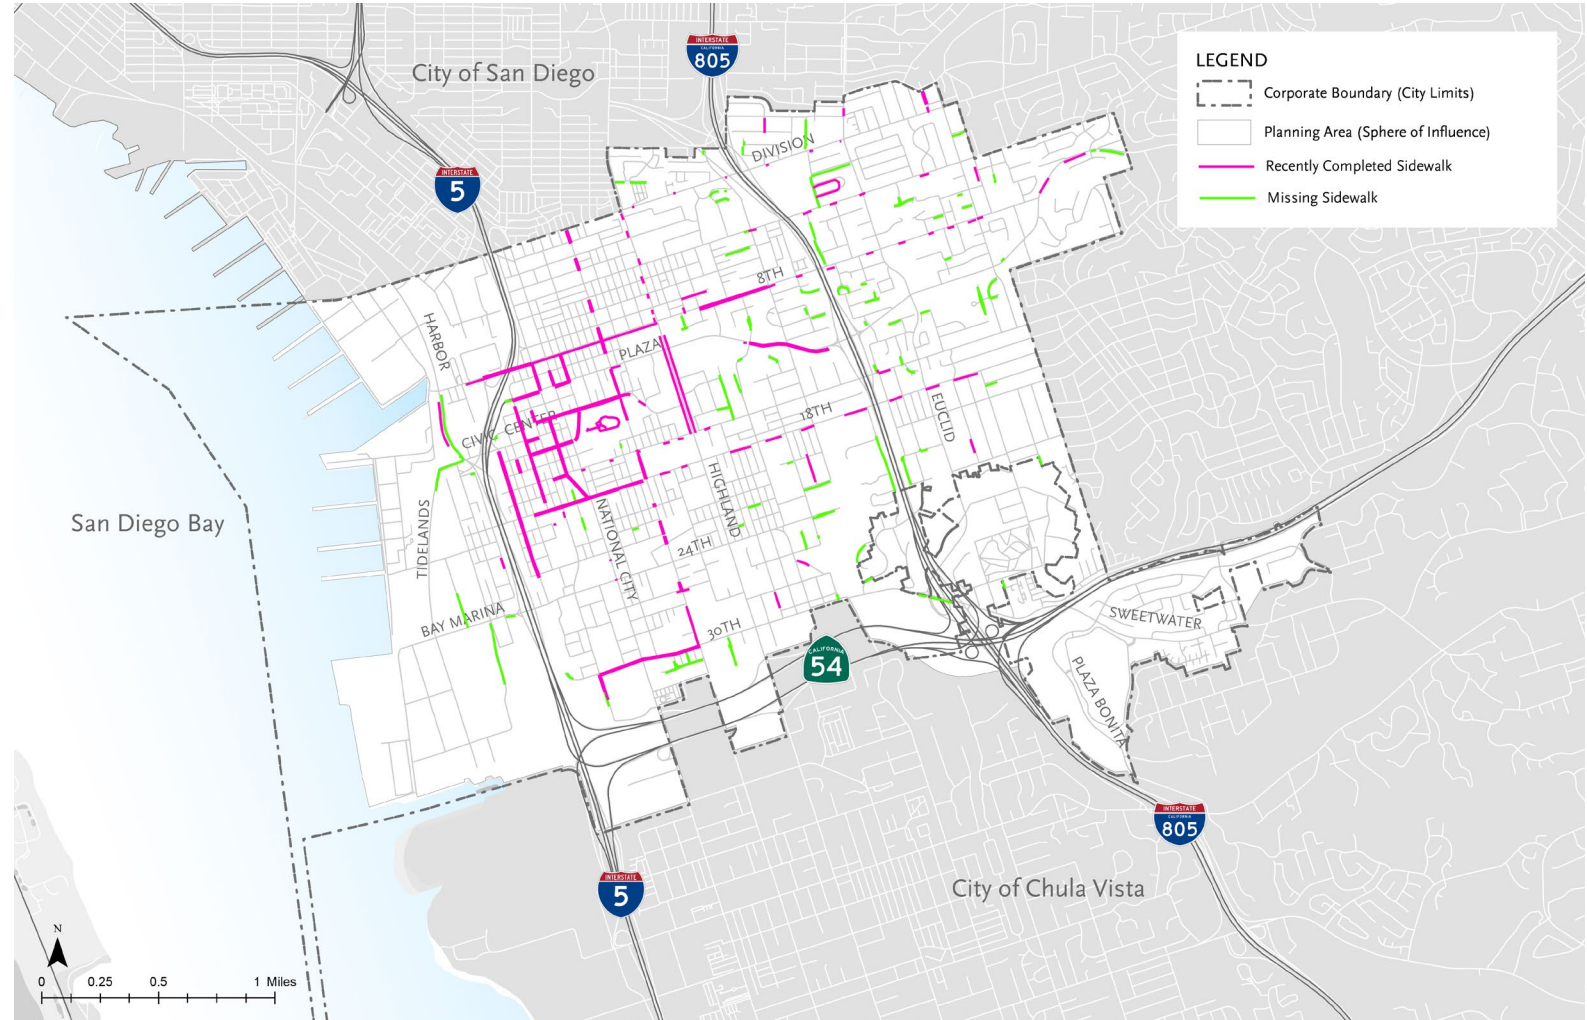 INTERSTATE
CALIFORNIA
805
City of San Diego
LEGEND
Corporate Boundary (City Limits)
Planning Area (Sphere of Influence)
Recently Completed Sidewalk
Missing Sidewalk
DIVISION
INTERSTATE
5
8TH
HARBOR
PLAZA
18TH
EUCLID
CIVIC CENTER
HIGHLAND
San Diego Bay
TIDELANDS
NATIONAL CITY
24TH
BAY MARINA
30TH
SWEETWATER
CALIFORNIA
54
PLAZA BONITA
INTERSTATE
CALIFORNIA
805
INTERSTATE
5
City of Chula Vista
N
0 0.25 0.5 1 Miles